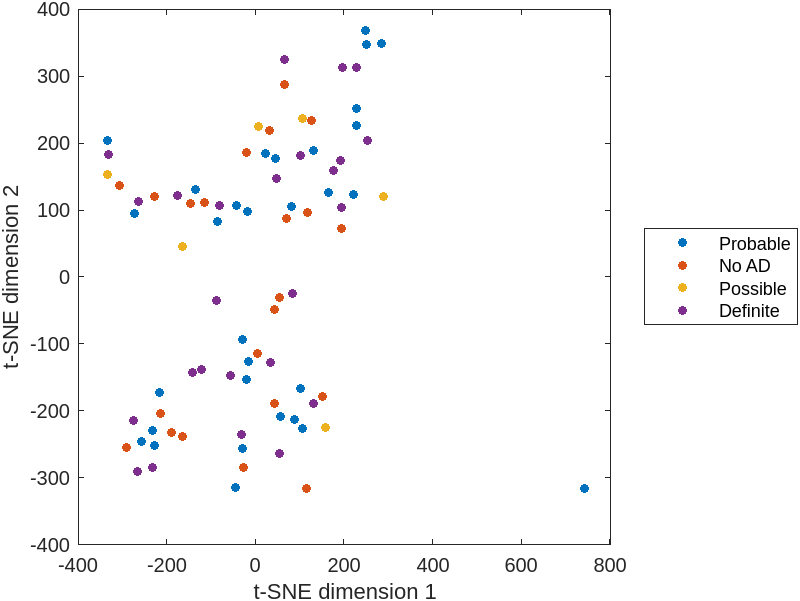 400
300
200
100
0
-100
-200
-300
-400
-400 -200 0 200 400 600 800
t-SNE dimension 1
t-SNE dimension 2
Probable
No AD
Possible
Definite